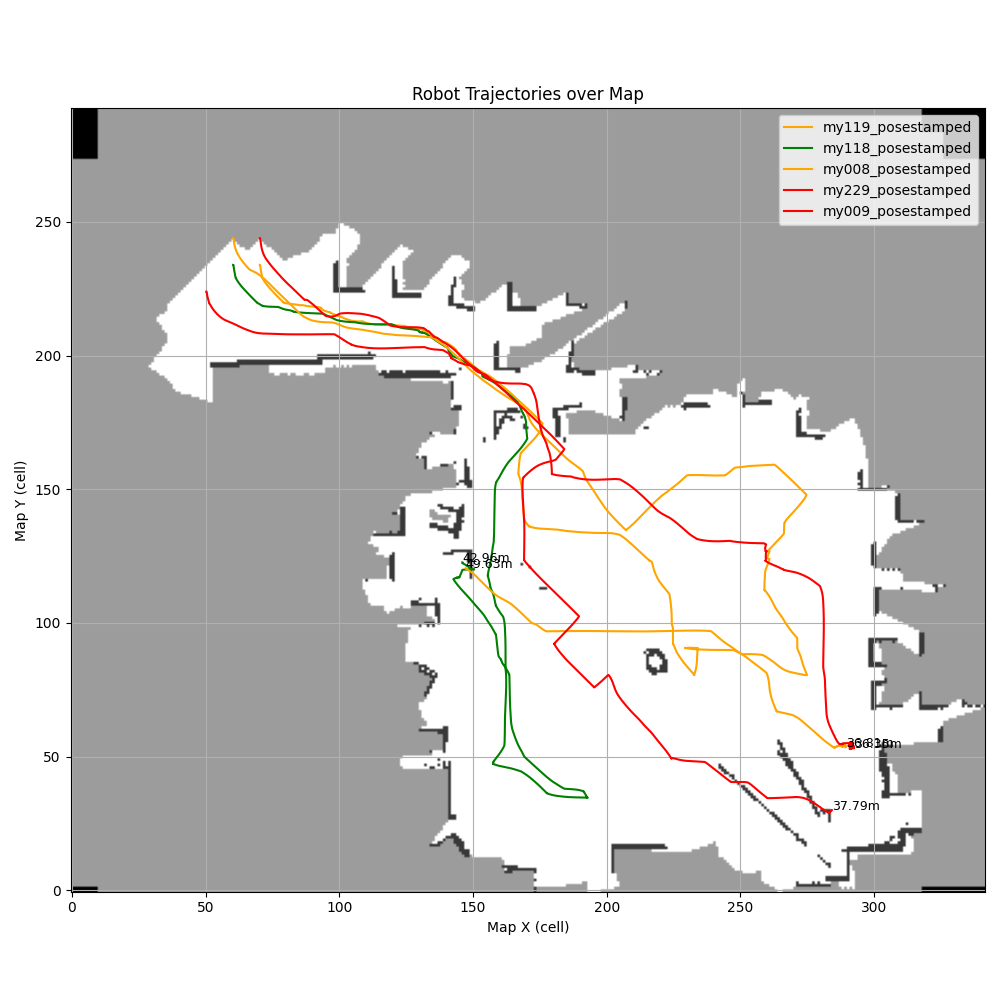 Robot Trajectories over Map
my119_posestamped
my118_posestamped
my008_posestamped
my229_posestamped
my009_posestamped
250
200
150
100
50
0
Map Y (cell)
42.96m
49.63m
37.79m
0 50 100 150 200 250 300
Map X (cell)